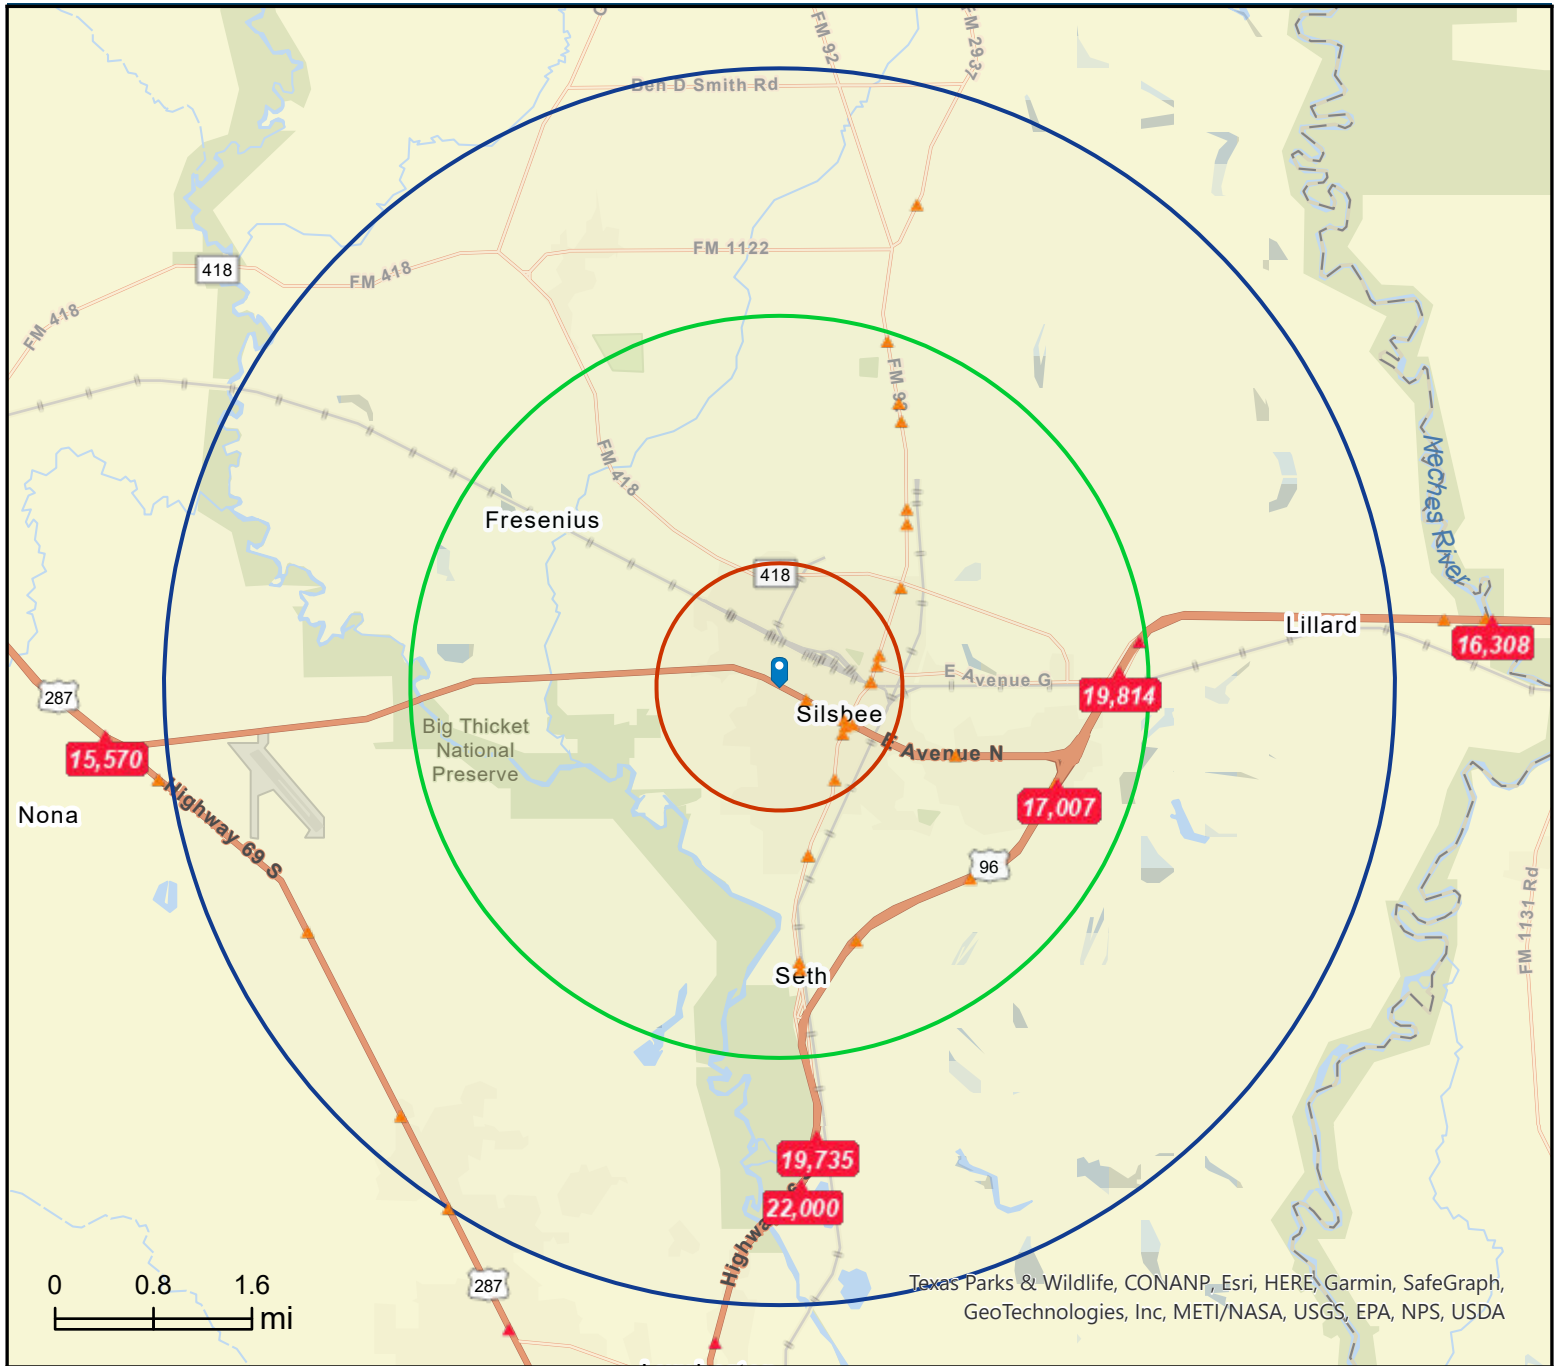 FM 92
FM 2937
Ben D Smith Rd
FM 1122
418
FM 418
FM 418
FM 92
FM 418
Neches River
Fresenius
418
Lillard
16,308
E Avenue G
19,814
287
Silsbee
Big Thicket
National
Preserve
E Avenue N
15,570
Highway 69 S
17,007
Nona
96
FM 1131 Rd
Seth
19,735
22,000
287
0 0.8 1.6
mi
Texas Parks & Wildlife, CONANP, Esri, HERE, Garmin, SafeGraph,
GeoTechnologies, Inc, METI/NASA, USGS, EPA, NPS, USDA